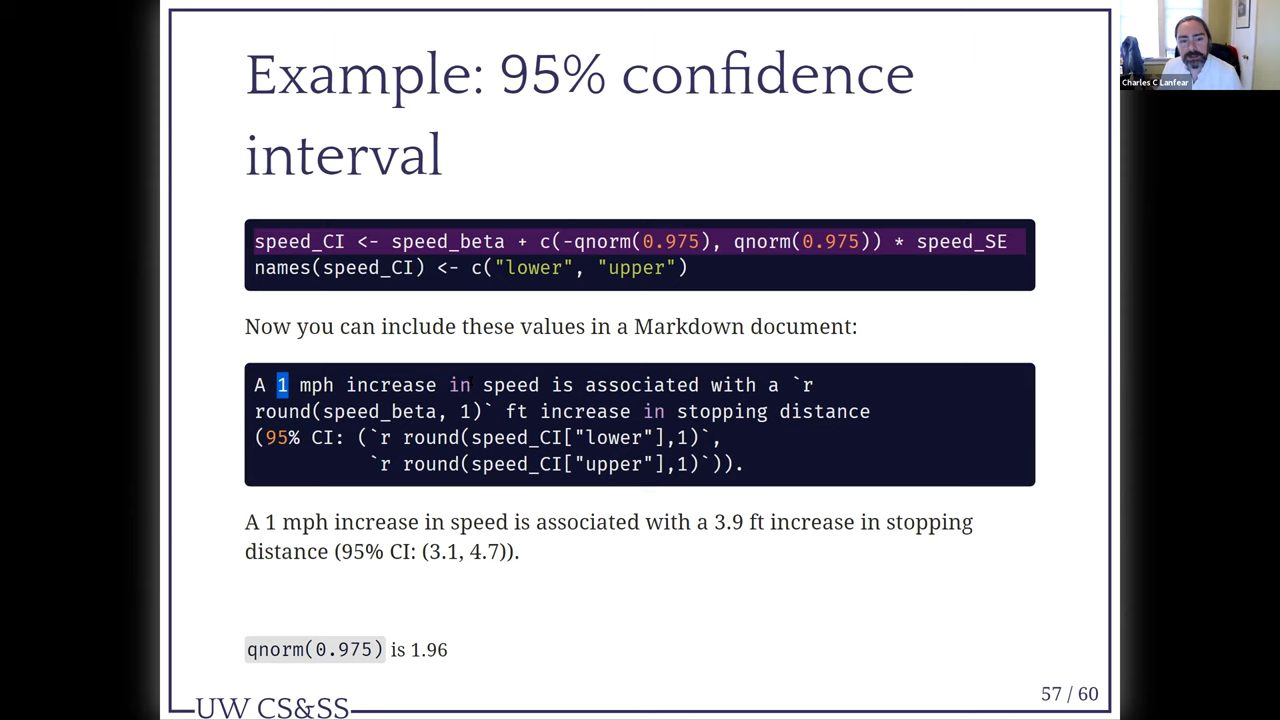 Example: 95% confidence
interval
Charles C Lanfear
speed_CI <- speed_beta + c(-qnorm(0.975), qnorm(0.975)) * speed_SE
names(speed_CI) <- c("lower", "upper")
Now you can include these values in a Markdown document:
A 1 mph increase in speed is associated with a `r
round(speed_beta, 1)` ft increase in stopping distance
(95% CI: (`r round(speed_CI["lower"],1)`,
`r round(speed_CI["upper"],1)`)).
A 1 mph increase in speed is associated with a 3.9 ft increase in stopping
distance (95% CI: (3.1, 4.7)).
qnorm(0.975) is 1.96
57 / 60
UW CS&SS